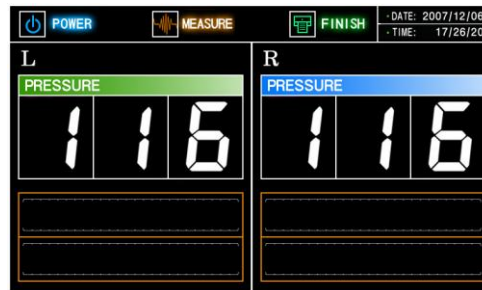 POWER MEASURE FINISH
·DATE: 2007/12/06
·TIME: 17/26/20
L R
PRESSURE PRESSURE
116 116